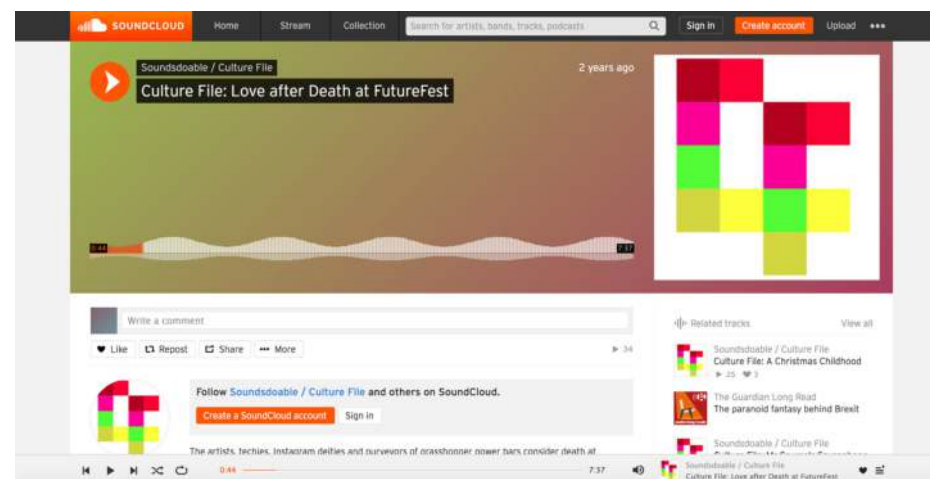 SOUNDCLOUD Home Stream Collection Search for artists, bands, tracks, podcasts Sign in Create account Upload
Soundsdoable / Culture File
2 years ago
Culture File: Love after Death at FutureFest
0:44
7:37
Write a comment
Like Repost Share More
34
Follow Soundsdoable / Culture File and others on SoundCloud.
Create a SoundCloud account Sign in
The artists, techies, Instagram deities and purveyors of grasshopper power bars consider death at
Related tracks View all
Soundsdoable / Culture File
Culture File: A Christmas Childhood
25 3
The Guardian Long Read
The paranoid fantasy behind Brexit
Soundsdoable / Culture File
0:44 7:37
Soundsdoable / Culture File
Culture File: Love after Death at FutureFest